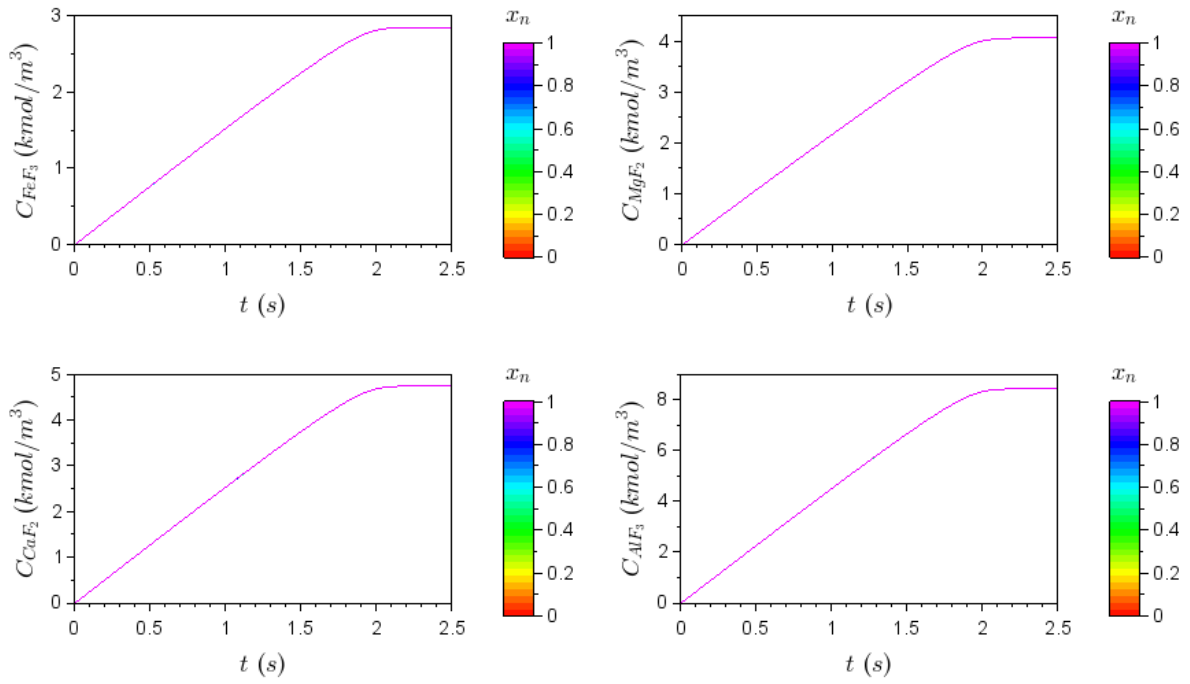 C_{FeF_3} (kmol/m^3)
3
2
1
0
0 0.5 1 1.5 2 2.5
t (s)
x_n
1
0.8
0.6
0.4
0.2
0
C_{MgF_2} (kmol/m^3)
4
3
2
1
0
0 0.5 1 1.5 2 2.5
t (s)
x_n
1
0.8
0.6
0.4
0.2
0
C_{CaF_2} (kmol/m^3)
5
4
3
2
1
0
0 0.5 1 1.5 2 2.5
t (s)
x_n
1
0.8
0.6
0.4
0.2
0
C_{AlF_3} (kmol/m^3)
8
6
4
2
0
0 0.5 1 1.5 2 2.5
t (s)
x_n
1
0.8
0.6
0.4
0.2
0